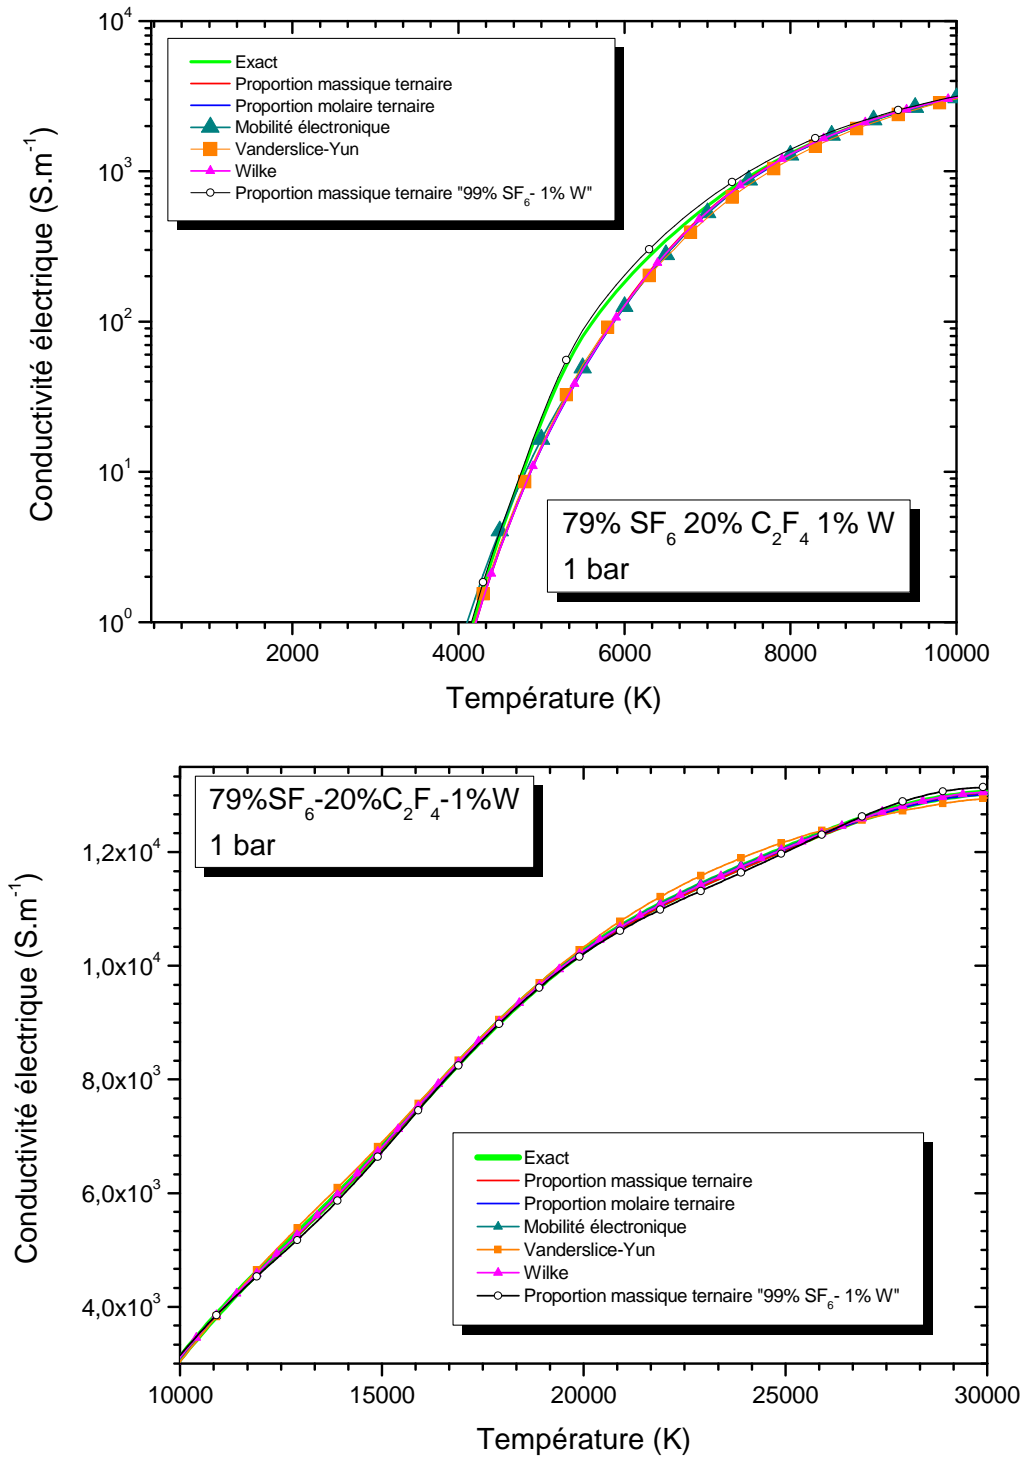 10⁴
10³
10²
10¹
10⁰
Conductivité électrique (S.m⁻¹)
Exact
Proportion massique ternaire
Proportion molaire ternaire
Mobilité électronique
Vanderslice-Yun
Wilke
Proportion massique ternaire "99% SF₆- 1% W"
79% SF₆ 20% C₂F₄ 1% W
1 bar
2000 4000 6000 8000 10000
Température (K)
79%SF₆-20%C₂F₄-1%W
1 bar
1,2x10⁴
1,0x10⁴
8,0x10³
6,0x10³
4,0x10³
Conductivité électrique (S.m⁻¹)
Exact
Proportion massique ternaire
Proportion molaire ternaire
Mobilité électronique
Vanderslice-Yun
Wilke
Proportion massique ternaire "99% SF₆- 1% W"
10000 15000 20000 25000 30000
Température (K)